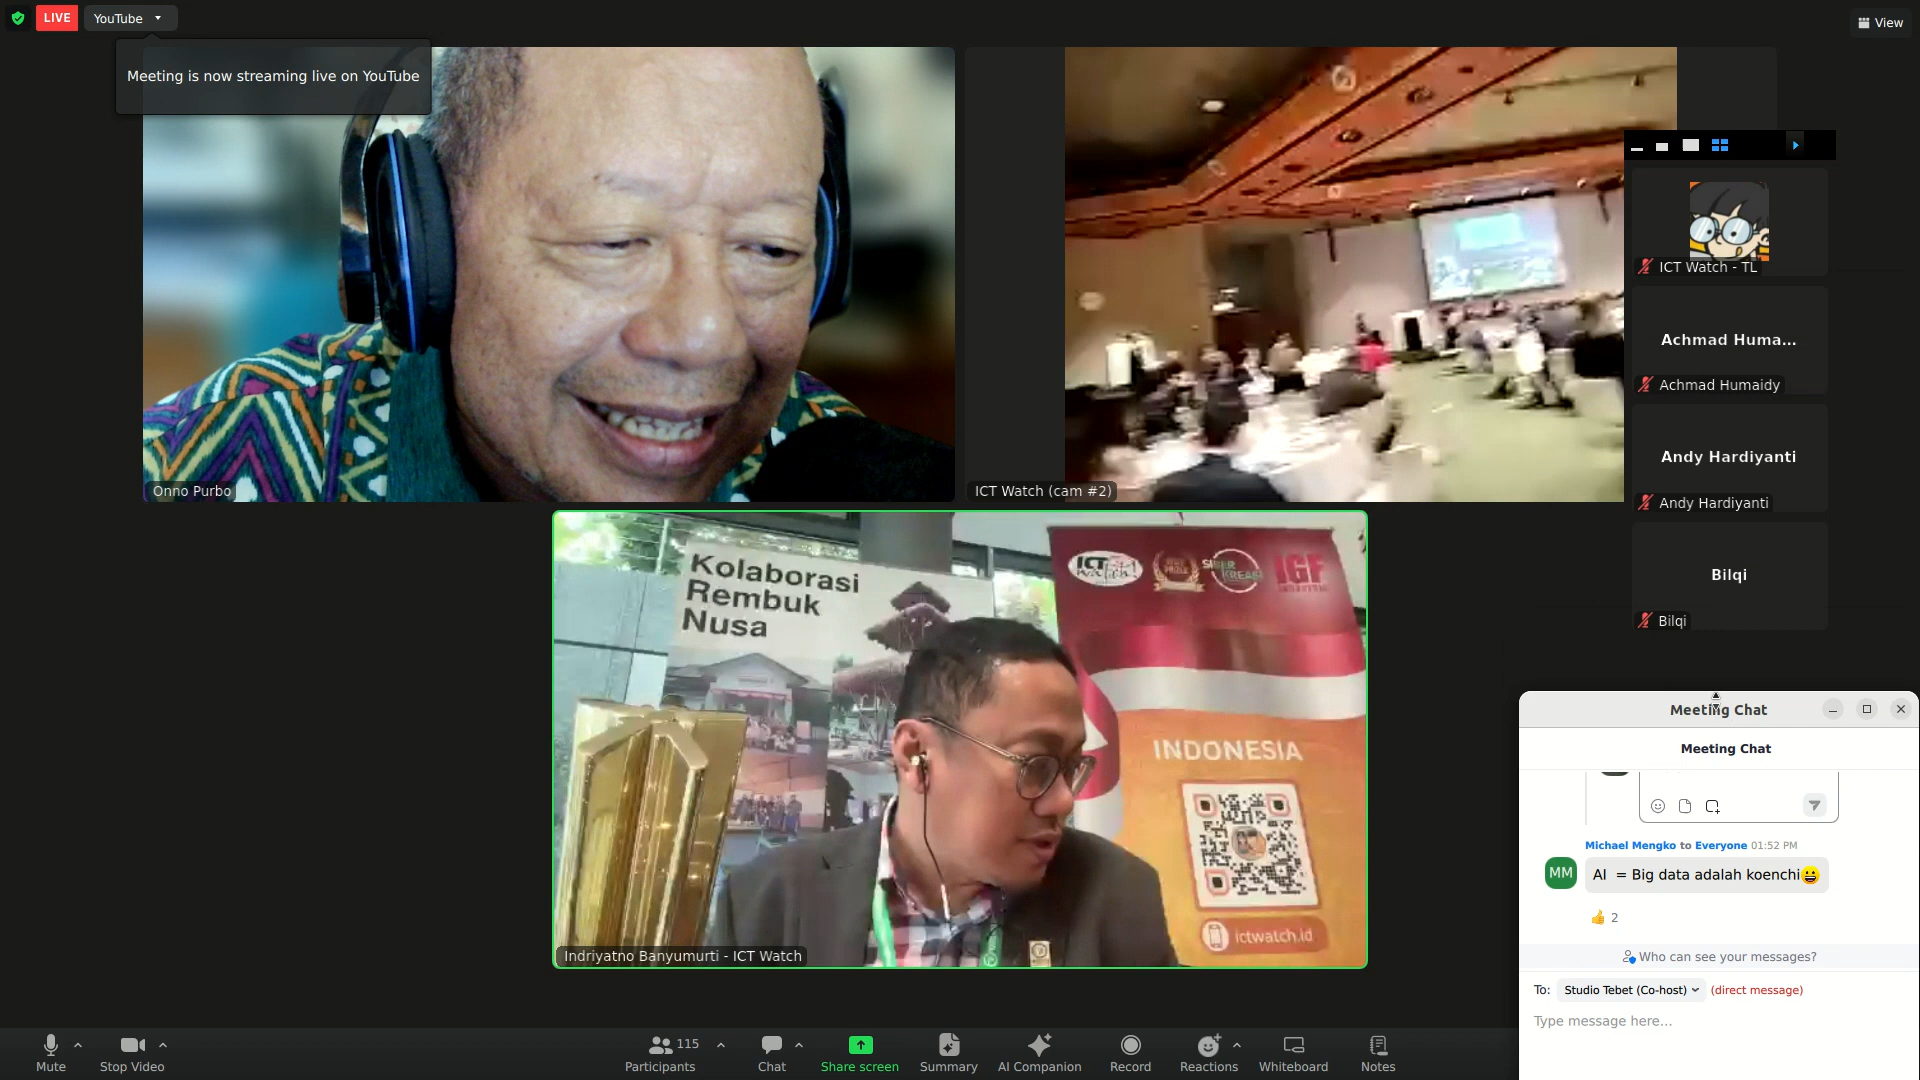 LIVE
YouTube
View
Meeting is now streaming live on YouTube
Onno Purbo
ICT Watch (cam #2)
ICT Watch - TL
Achmad Huma...
Achmad Humaidy
Andy Hardiyanti
Andy Hardiyanti
Bilqi
Bilqi
Kolaborasi
Rembuk
Nusa
ICT
watch
IGF
INDONESIA
ictwatch.id
Indriyatno Banyumurti - ICT Watch
Meeting Chat
Meeting Chat
Michael Mengko to Everyone 01:52 PM
MM
AI = Big data adalah koenchi😀
👍 2
Who can see your messages?
To: Studio Tebet (Co-host) (direct message)
Type message here...
Mute
Stop Video
115
Participants
Chat
Share screen
Summary
AI Companion
Record
Reactions
Whiteboard
Notes